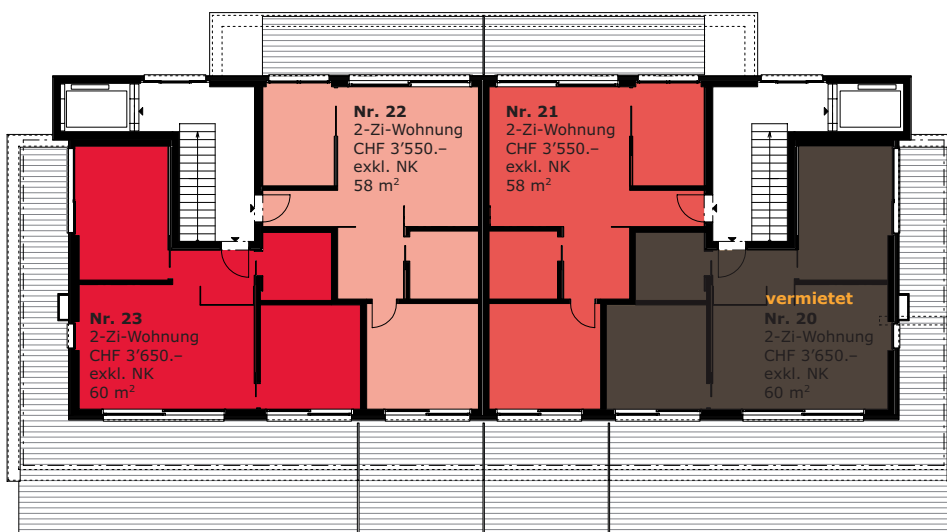 Nr. 22
2-Zi-Wohnung
CHF 3’550.–
exkl. NK
58 m²
Nr. 21
2-Zi-Wohnung
CHF 3’550.–
exkl. NK
58 m²
Nr. 23
2-Zi-Wohnung
CHF 3’650.–
exkl. NK
60 m²
vermietet
Nr. 20
2-Zi-Wohnung
CHF 3’650.–
exkl. NK
60 m²